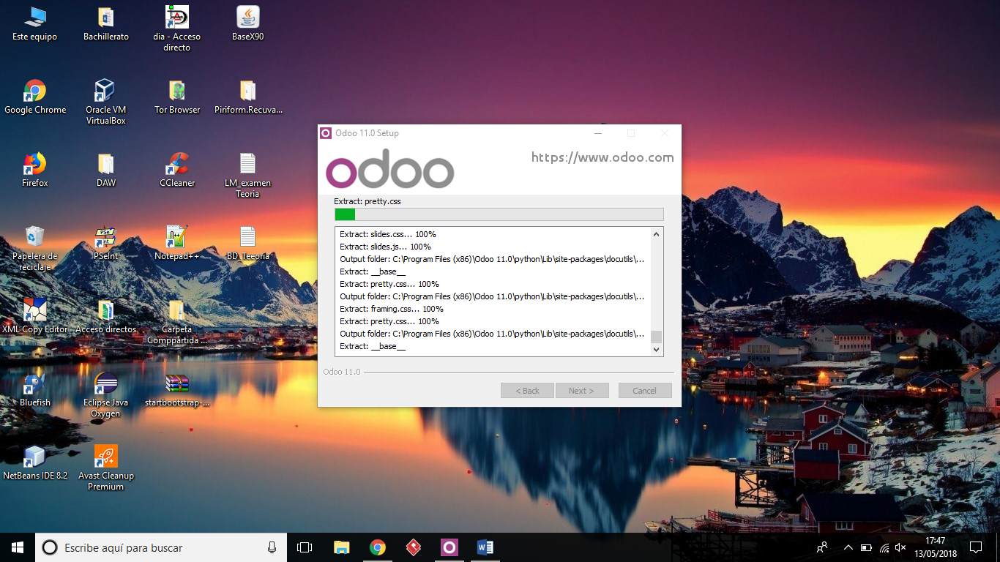 Este equipo
Bachillerato
dia - Acceso
directo
BaseX90
Google Chrome
Oracle VM
VirtualBox
Tor Browser
Piriform.Recuva...
Firefox
DAW
CCleaner
LM_examen
Teoria
Papelera de
reciclaje
PSeInt
Notepad++
BD_Teeoria
XML Copy Editor
Acceso directos
Carpeta
Comppártida ...
Bluefish
Eclipse Java
Oxygen
startbootstrap-...
NetBeans IDE 8.2
Avast Cleanup
Premium
Odoo 11.0 Setup
odoo
https://www.odoo.com
Extract: pretty.css
Extract: slides.css... 100%
Extract: slides.js... 100%
Output folder: C:\Program Files (x86)\Odoo 11.0\python\Lib\site-packages\docutils\...
Extract: __base__
Extract: pretty.css... 100%
Output folder: C:\Program Files (x86)\Odoo 11.0\python\Lib\site-packages\docutils\...
Extract: framing.css... 100%
Extract: pretty.css... 100%
Output folder: C:\Program Files (x86)\Odoo 11.0\python\Lib\site-packages\docutils\...
Extract: __base__
Odoo 11.0
< Back
Next >
Cancel
Escribe aquí para buscar
17:47
13/05/2018